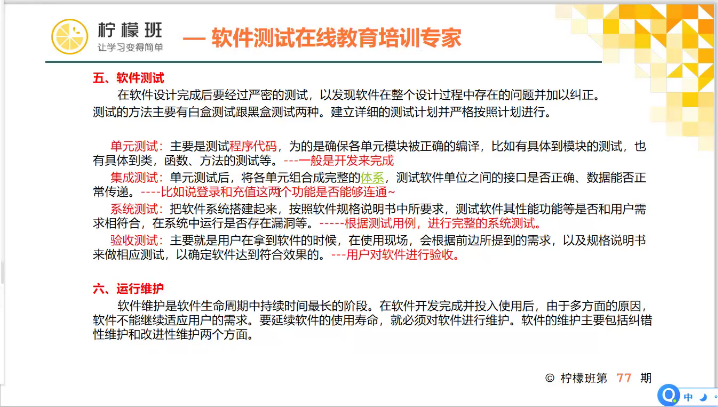 柠檬班
让学习变得简单
— 软件测试在线教育培训专家
五、软件测试
在软件设计完成后要经过严密的测试，以发现软件在整个设计过程中存在的问题并加以纠正。
测试的方法主要有白盒测试跟黑盒测试两种。建立详细的测试计划并严格按照计划进行。
单元测试：主要是测试程序代码，为的是确保各单元模块被正确的编译，比如有具体到模块的测试，也
有具体到类，函数、方法的测试等。---一般是开发来完成
集成测试：单元测试后，将各单元组合成完整的体系，测试软件单位之间的接口是否正确、数据能否正
常传递。----比如说登录和充值这两个功能是否能够连通~
系统测试：把软件系统搭建起来，按照软件规格说明书中所要求，测试软件其性能功能等是否和用户需
求相符合，在系统中运行是否存在漏洞等。-----根据测试用例，进行完整的系统测试。
验收测试：主要就是用户在拿到软件的时候，在使用现场，会根据前边所提到的需求，以及规格说明书
来做相应测试，以确定软件达到符合效果的。---用户对软件进行验收。
六、运行维护
软件维护是软件生命周期中持续时间最长的阶段。在软件开发完成并投入使用后，由于多方面的原因，
软件不能继续适应用户的需求。要延续软件的使用寿命，就必须对软件进行维护。软件的维护主要包括纠错
性维护和改进性维护两个方面。
© 柠檬班第 77 期
中